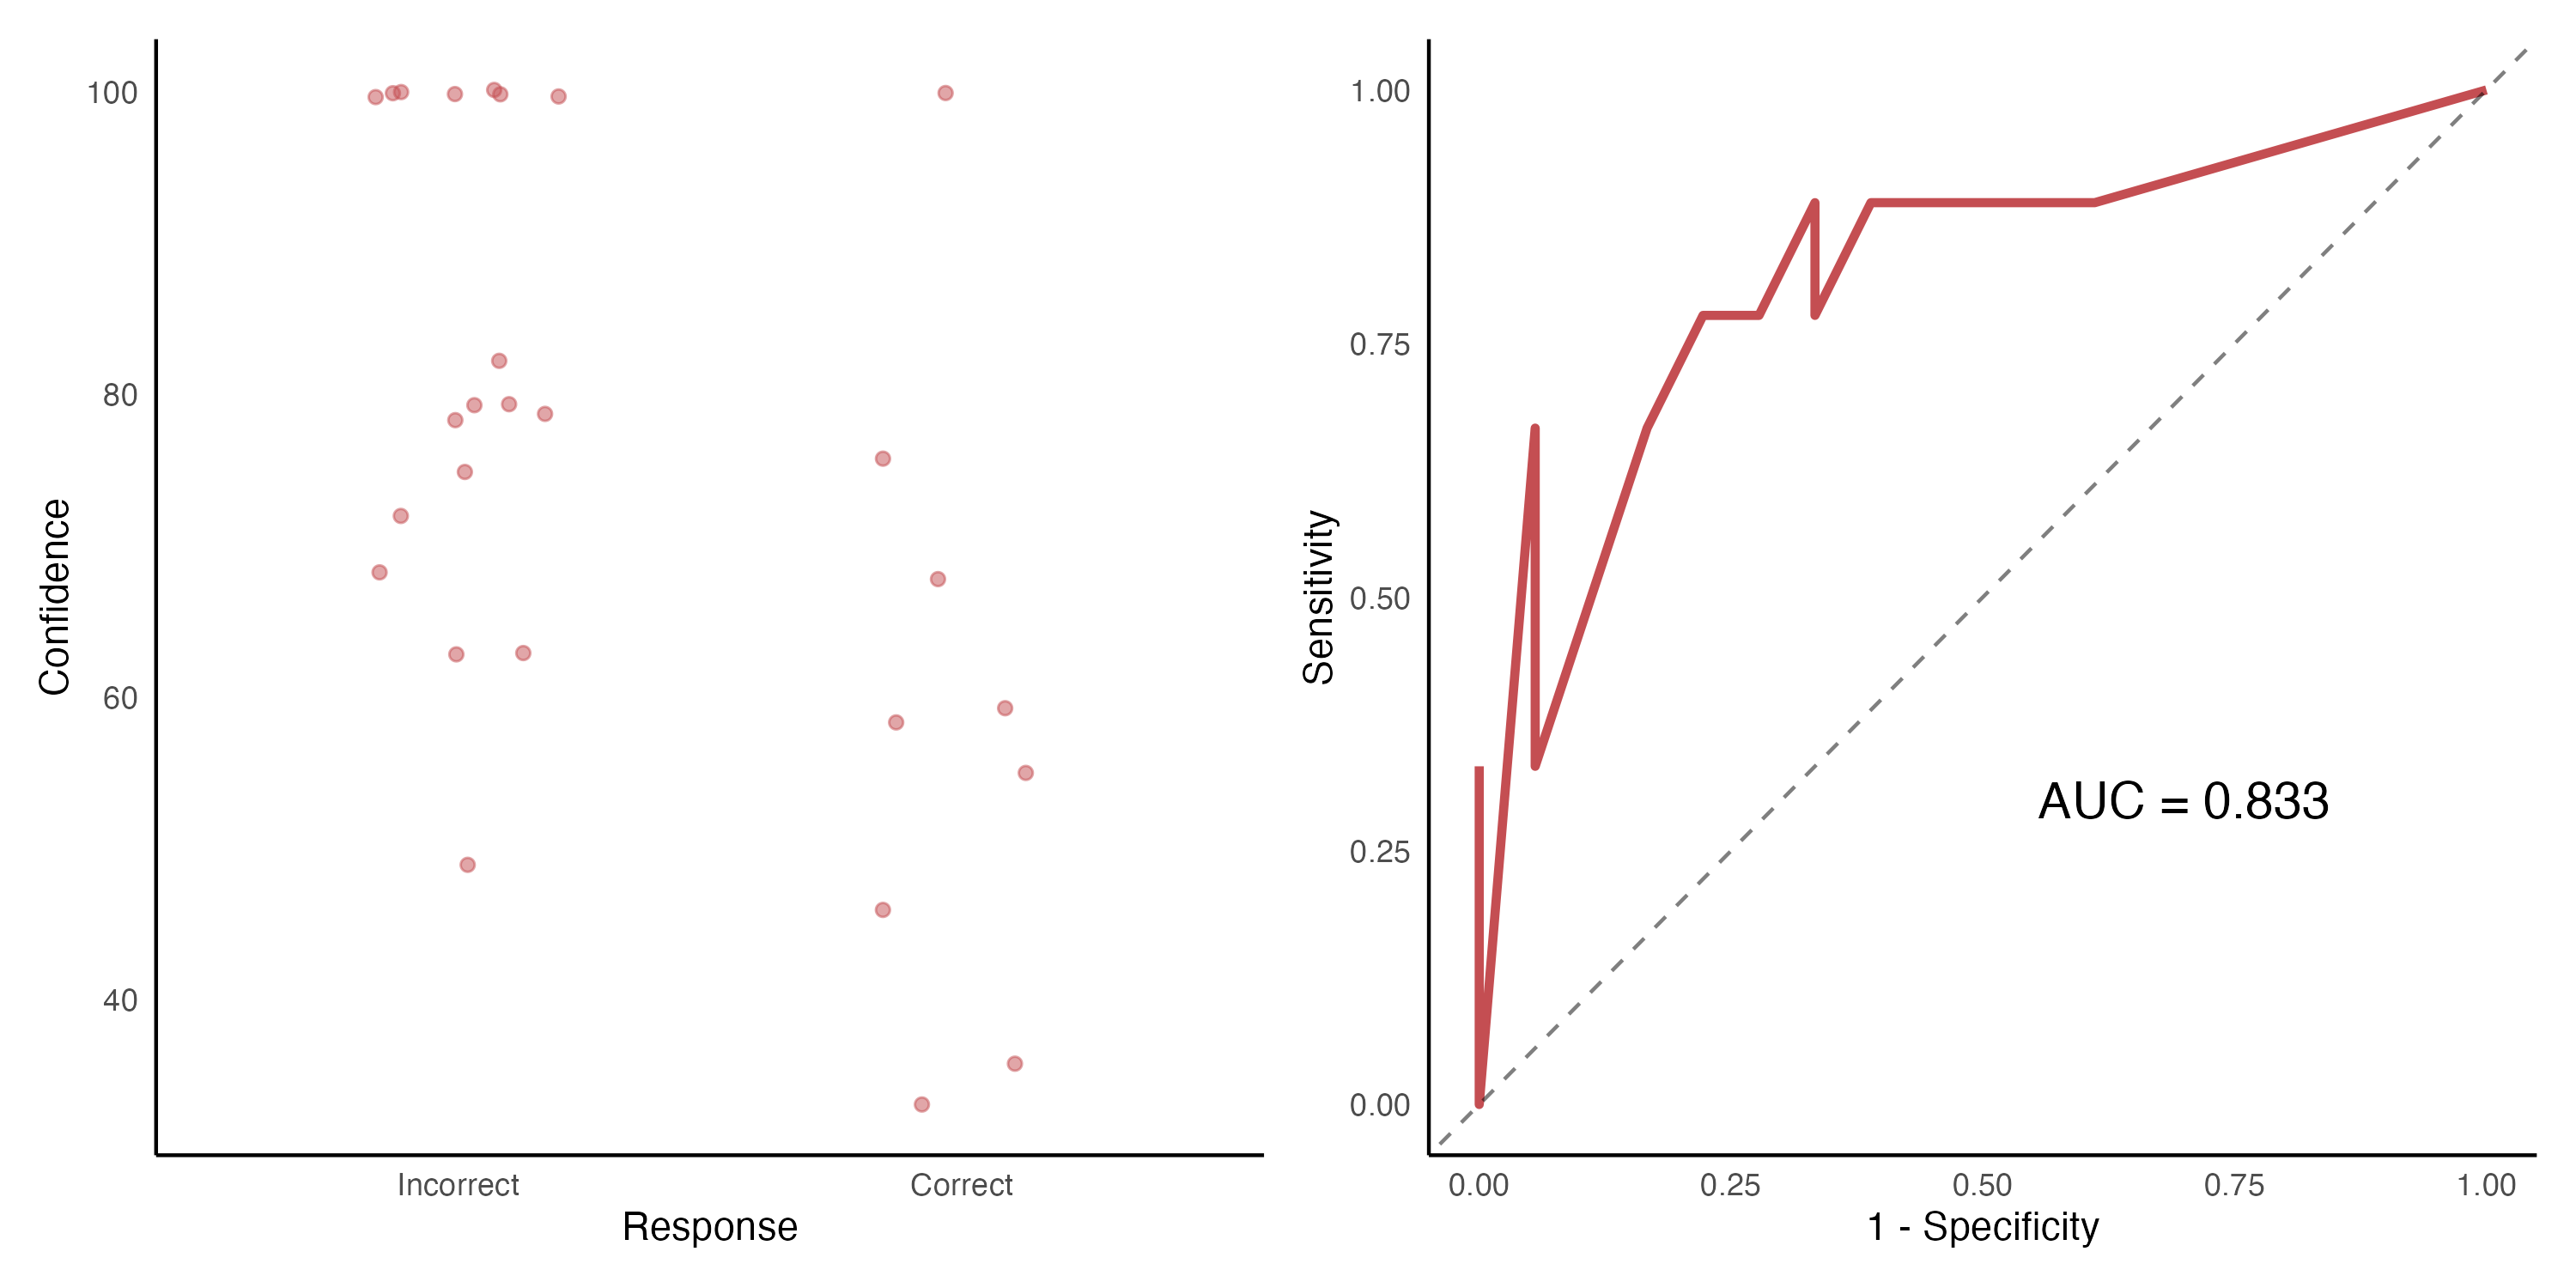 Confidence
100
80
60
40
Incorrect
Correct
Response
Sensitivity
1.00
0.75
0.50
0.25
0.00
AUC = 0.833
0.00
0.25
0.50
0.75
1.00
1 - Specificity